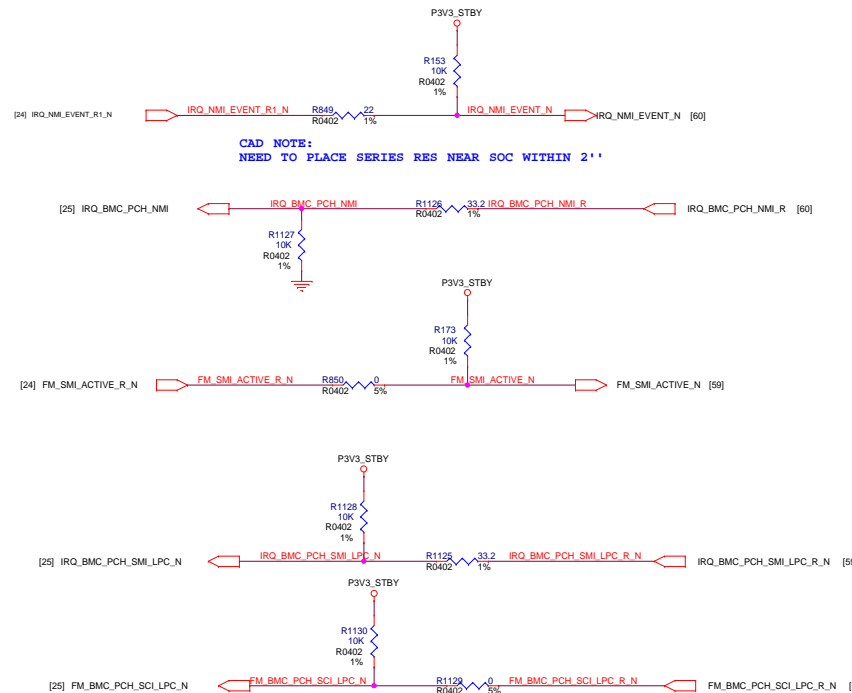 P3V3_STBY
R153
10K
R0402
1%
[24] IRQ_NMI_EVENT_R1_N
IRQ_NMI_EVENT_R1_N
R849 22
R0402 1%
IRQ_NMI_EVENT_N
IRQ_NMI_EVENT_N [60]
CAD NOTE:
NEED TO PLACE SERIES RES NEAR SOC WITHIN 2''
[25] IRQ_BMC_PCH_NMI
IRQ_BMC_PCH_NMI
R1126 33.2
R0402 1%
IRQ_BMC_PCH_NMI_R
IRQ_BMC_PCH_NMI_R [60]
R1127
10K
R0402
1%
P3V3_STBY
R173
10K
R0402
1%
[24] FM_SMI_ACTIVE_R_N
FM_SMI_ACTIVE_R_N
R850 0
R0402 5%
FM_SMI_ACTIVE_N
FM_SMI_ACTIVE_N [59]
P3V3_STBY
R1128
10K
R0402
1%
[25] IRQ_BMC_PCH_SMI_LPC_N
IRQ_BMC_PCH_SMI_LPC_N
R1125 33.2
R0402 1%
IRQ_BMC_PCH_SMI_LPC_R_N
IRQ_BMC_PCH_SMI_LPC_R_N
P3V3_STBY
R1130
10K
R0402
1%
[25] FM_BMC_PCH_SCI_LPC_N
FM_BMC_PCH_SCI_LPC_N
R1129 0
R0402 5%
FM_BMC_PCH_SCI_LPC_R_N
FM_BMC_PCH_SCI_LPC_R_N